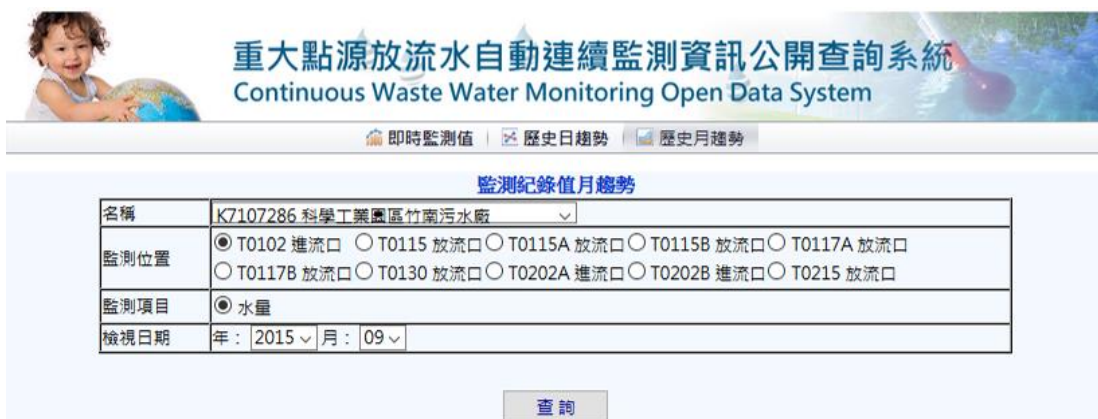 重大點源放流水自動連續監測資訊公開查詢系統
Continuous Waste Water Monitoring Open Data System
即時監測值 歷史日趨勢 歷史月趨勢
監測紀錄值月趨勢
名稱 K7107286 科學工業園區竹南污水廠
監測位置 T0102 進流口 T0115 放流口 T0115A 放流口 T0115B 放流口 T0117A 放流口
T0117B 放流口 T0130 放流口 T0202A 進流口 T0202B 進流口 T0215 放流口
監測項目 水量
檢視日期 年： 2015 月： 09
查詢